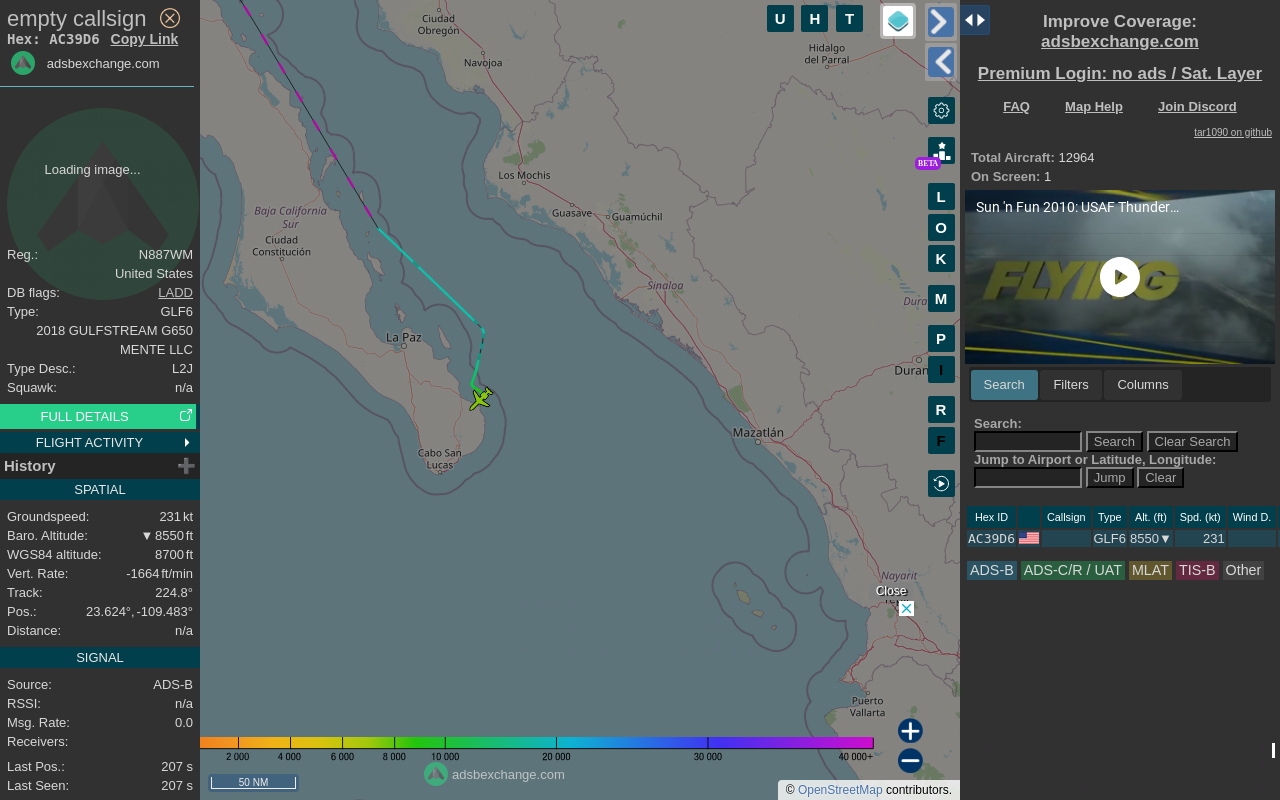 empty callsign
Hex: AC39D6 Copy Link
adsbexchange.com
Loading image...
Reg.: N887WM
United States
DB flags: LADD
Type: GLF6
2018 GULFSTREAM G650
MENTE LLC
Type Desc.: L2J
Squawk: n/a
FULL DETAILS
FLIGHT ACTIVITY
History
SPATIAL
Groundspeed: 231 kt
Baro. Altitude: ▼ 8550 ft
WGS84 altitude: 8700 ft
Vert. Rate: -1664 ft/min
Track: 224.8°
Pos.: 23.624°, -109.483°
Distance: n/a
SIGNAL
Source: ADS-B
RSSI: n/a
Msg. Rate: 0.0
Receivers:
Last Pos.: 207 s
Last Seen: 207 s
Ciudad
Obregón
Navojoa
Hidalgo
del Parral
Los Mochis
Guasave
Guamúchil
Baja California
Sur
Ciudad
Constitución
Sinaloa
Dura
La Paz
Duran
Mazatlán
Cabo San
Lucas
Nayarit
Close
Puerto
Vallarta
U H T
BETA
L
O
K
M
P
I
R
F
2 000 4 000 6 000 8 000 10 000 20 000 30 000 40 000+
50 NM
adsbexchange.com
© OpenStreetMap contributors.
Improve Coverage:
adsbexchange.com
Premium Login: no ads / Sat. Layer
FAQ Map Help Join Discord
tar1090 on github
Total Aircraft: 12964
On Screen: 1
Sun 'n Fun 2010: USAF Thunder...
FLYING
Search Filters Columns
Search:
Search Clear Search
Jump to Airport or Latitude, Longitude:
Jump Clear
Hex ID Callsign Type Alt. (ft) Spd. (kt) Wind D.
AC39D6 GLF6 8550▼ 231
ADS-B ADS-C/R / UAT MLAT TIS-B Other